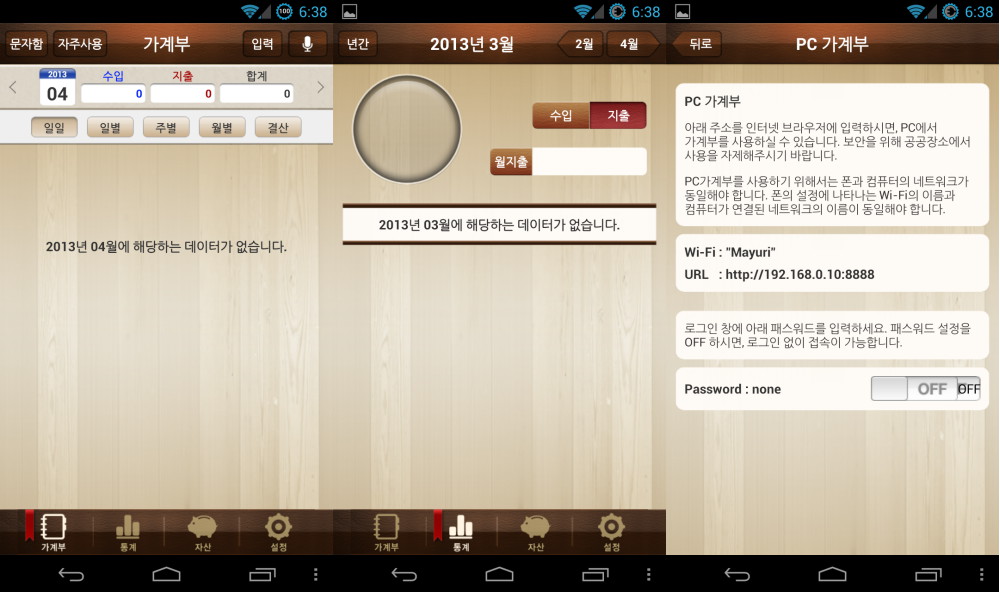 100 6:38
문자함 자주사용 가계부 입력
2013 수입 지출 합계
04 0 0 0
일일 일별 주별 월별 결산
2013년 04월에 해당하는 데이터가 없습니다.
가계부 통계 자산 설정
6:38
년간 2013년 3월 2월 4월
수입 지출
월지출
2013년 03월에 해당하는 데이터가 없습니다.
가계부 통계 자산 설정
6:38
뒤로 PC 가계부
PC 가계부
아래 주소를 인터넷 브라우저에 입력하시면, PC에서
가계부를 사용하실 수 있습니다. 보안을 위해 공공장소에서
사용을 자제해주시기 바랍니다.
PC가계부를 사용하기 위해서는 폰과 컴퓨터의 네트워크가
동일해야 합니다. 폰의 설정에 나타나는 Wi-Fi의 이름과
컴퓨터가 연결된 네트워크의 이름이 동일해야 합니다.
Wi-Fi : "Mayuri"
URL : http://192.168.0.10:8888
로그인 창에 아래 패스워드를 입력하세요. 패스워드 설정을
OFF 하시면, 로그인 없이 접속이 가능합니다.
Password : none OFF OFF